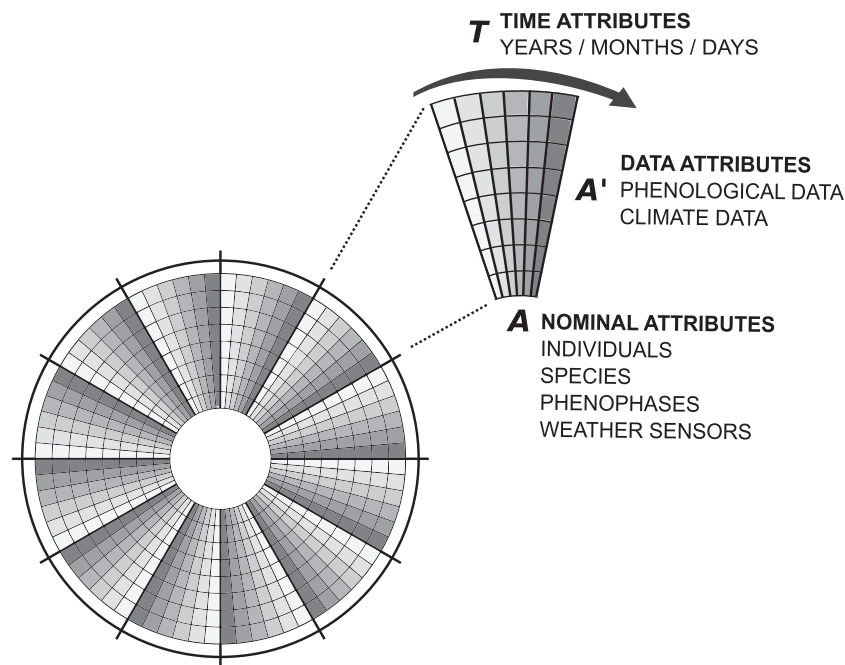 T TIME ATTRIBUTES
YEARS / MONTHS / DAYS
DATA ATTRIBUTES
A' PHENOLOGICAL DATA
CLIMATE DATA
A NOMINAL ATTRIBUTES
INDIVIDUALS
SPECIES
PHENOPHASES
WEATHER SENSORS